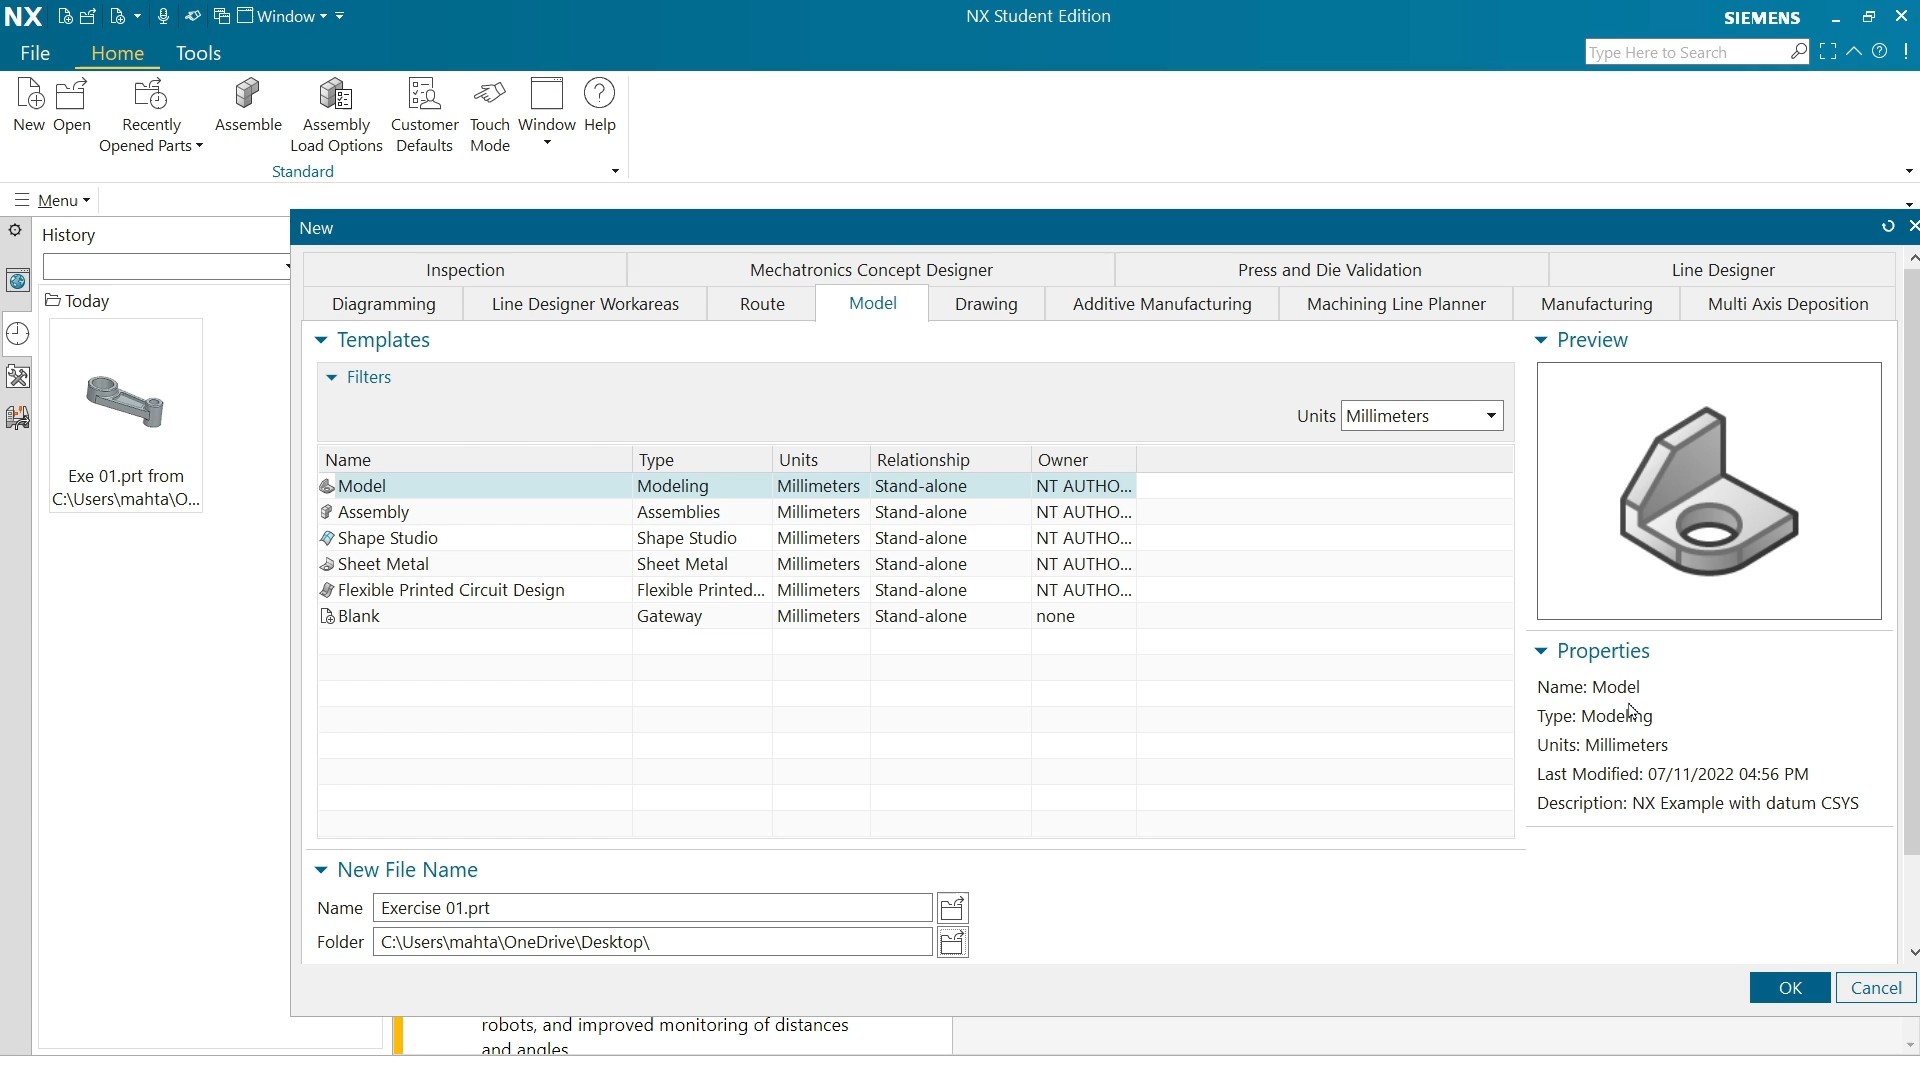 NX Window NX Student Edition SIEMENS
File Home Tools Type Here to Search
New Open Recently Opened Parts Assemble Assembly Load Options Customer Defaults Touch Mode Window Help
Standard
Menu
History
New
Inspection Mechatronics Concept Designer Press and Die Validation Line Designer
Diagramming Line Designer Workareas Route Model Drawing Additive Manufacturing Machining Line Planner Manufacturing Multi Axis Deposition
Today
Exe 01.prt from
C:\Users\mahta\O...
Templates
Filters
Units Millimeters
Name Type Units Relationship Owner
Model Modeling Millimeters Stand-alone NT AUTHO...
Assembly Assemblies Millimeters Stand-alone NT AUTHO...
Shape Studio Shape Studio Millimeters Stand-alone NT AUTHO...
Sheet Metal Sheet Metal Millimeters Stand-alone NT AUTHO...
Flexible Printed Circuit Design Flexible Printed... Millimeters Stand-alone NT AUTHO...
Blank Gateway Millimeters Stand-alone none
Preview
Properties
Name: Model
Type: Modeling
Units: Millimeters
Last Modified: 07/11/2022 04:56 PM
Description: NX Example with datum CSYS
New File Name
Name Exercise 01.prt
Folder C:\Users\mahta\OneDrive\Desktop\
OK Cancel
robots, and improved monitoring of distances
and angles